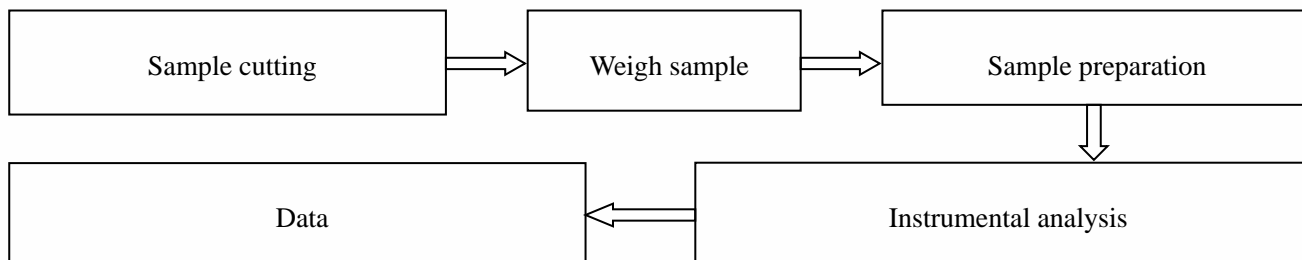 Sample cutting
Weigh sample
Sample preparation
Instrumental analysis
Data